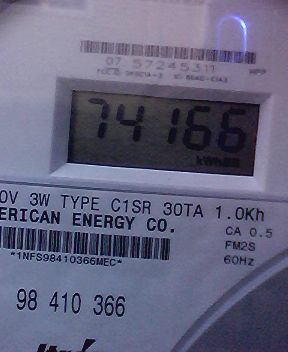 07 57245311 HPP
74166
kWh
0V 3W TYPE C1SR 30TA 1.0Kh
ERICAN ENERGY CO. CA 0.5
FM2S
*1NFS98410366MEC* 60Hz
98 410 366